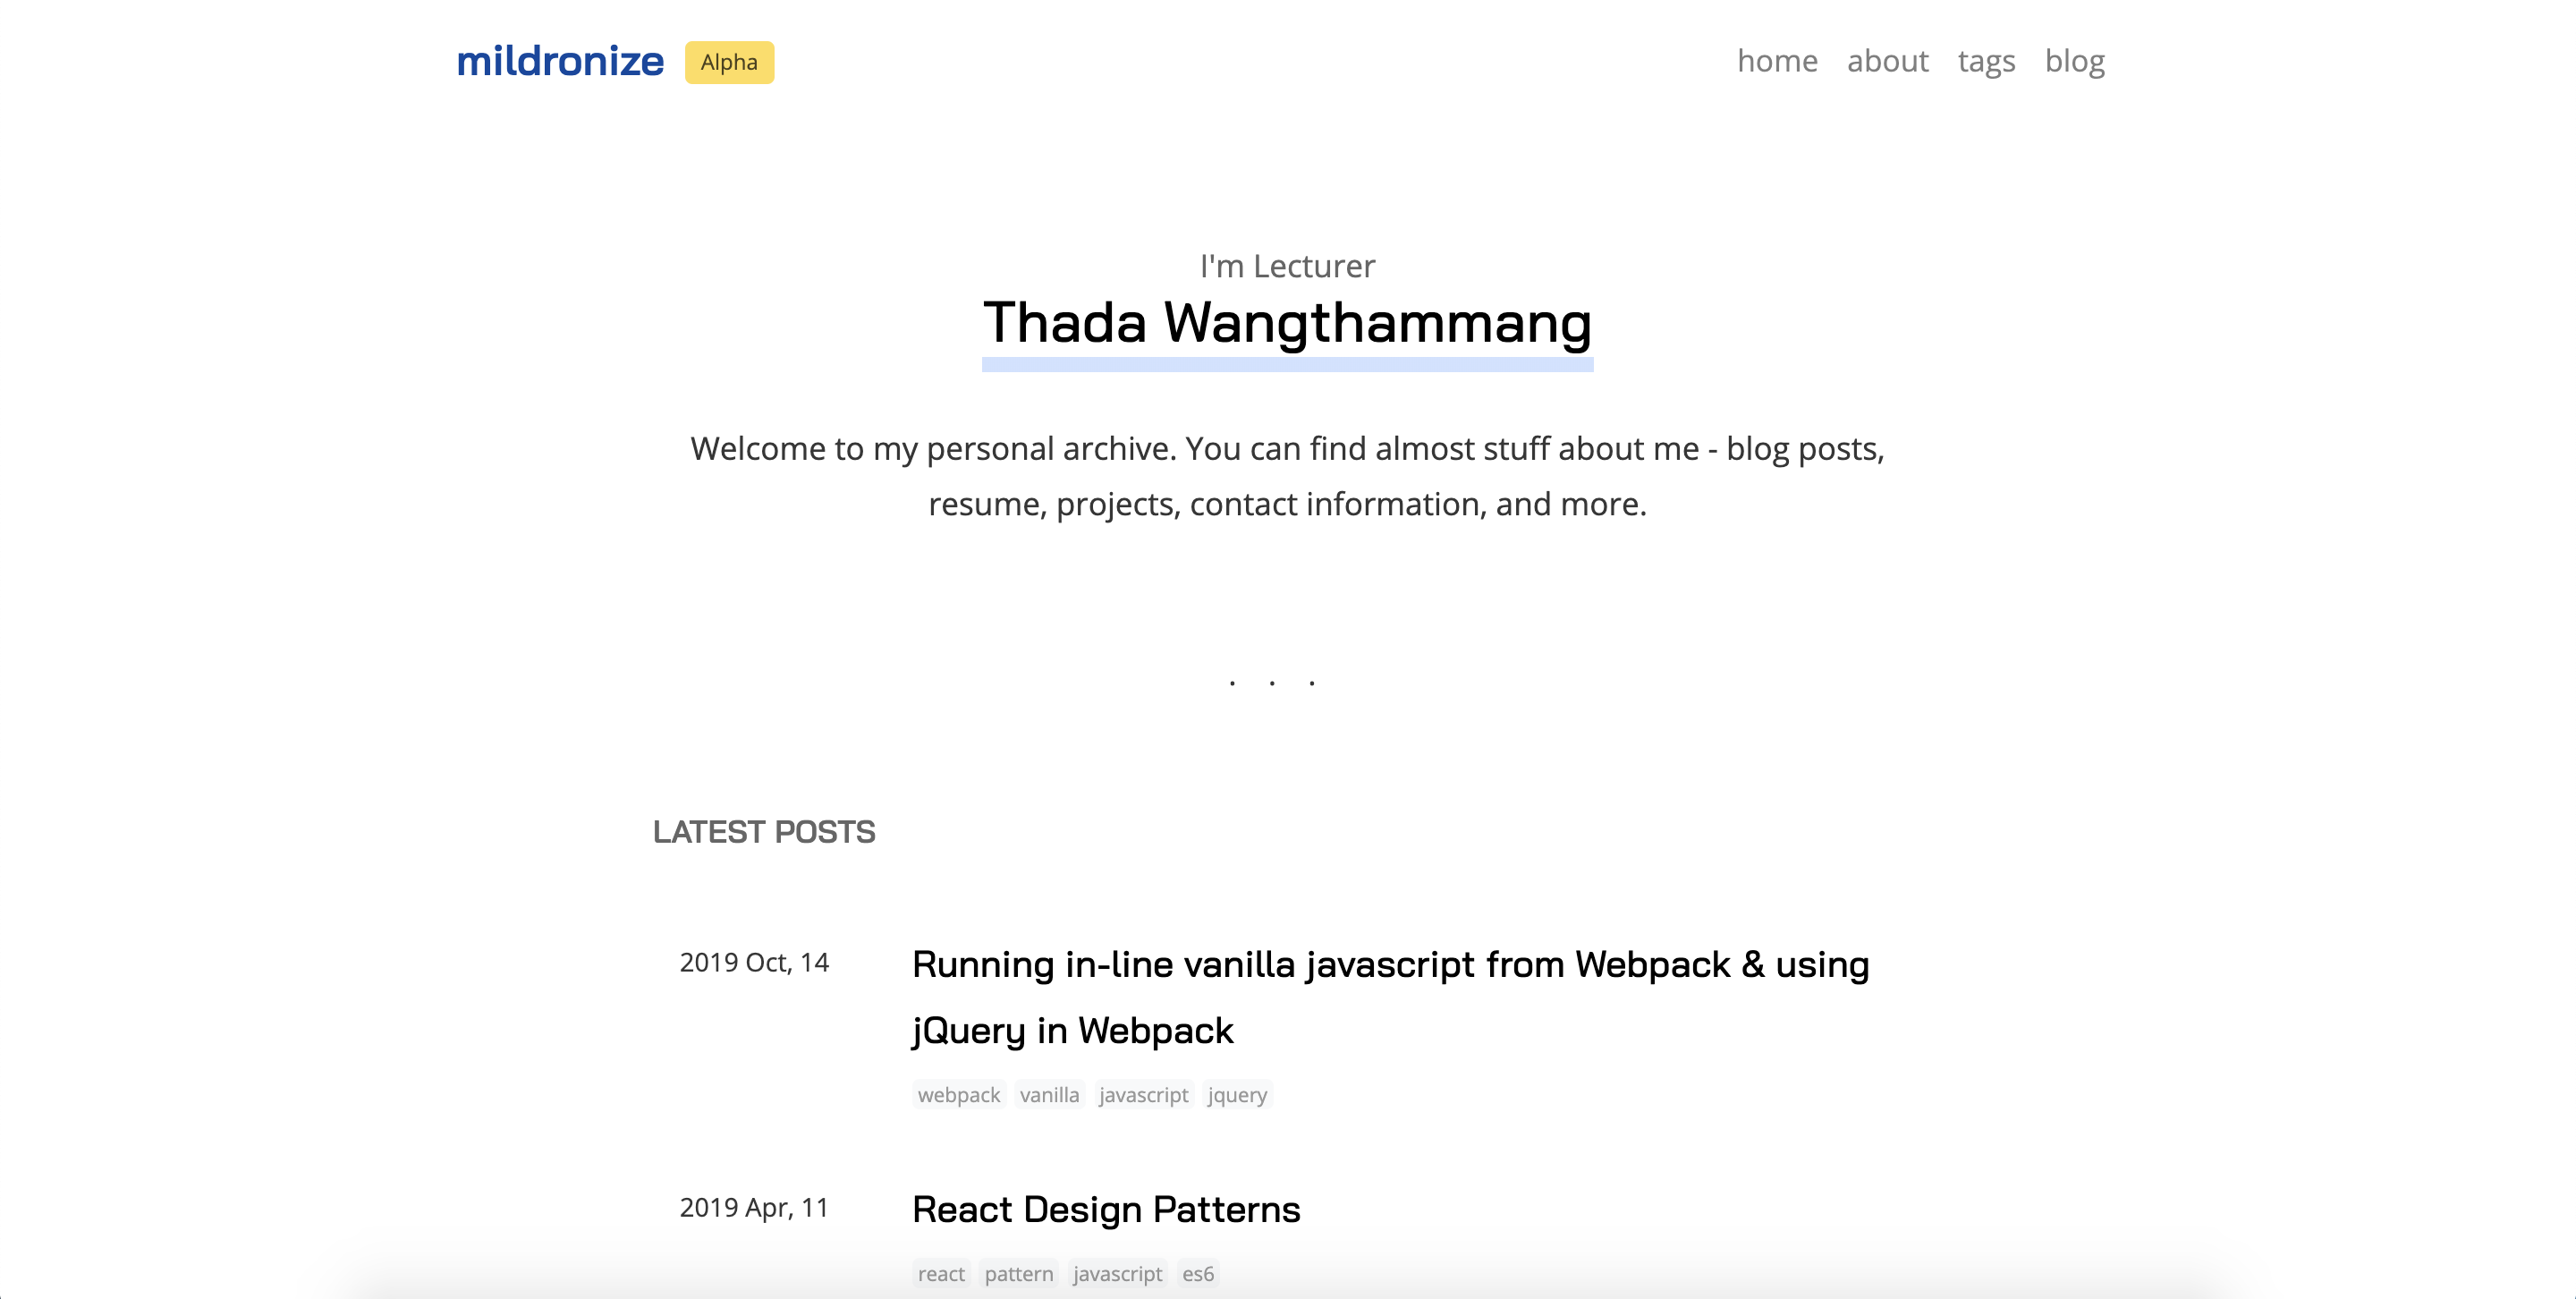 mildronize Alpha home about tags blog
I'm Lecturer
Thada Wangthammang
Welcome to my personal archive. You can find almost stuff about me - blog posts,
resume, projects, contact information, and more.
. . .
LATEST POSTS
2019 Oct, 14 Running in-line vanilla javascript from Webpack & using
jQuery in Webpack
webpack vanilla javascript jquery
2019 Apr, 11 React Design Patterns
react pattern javascript es6